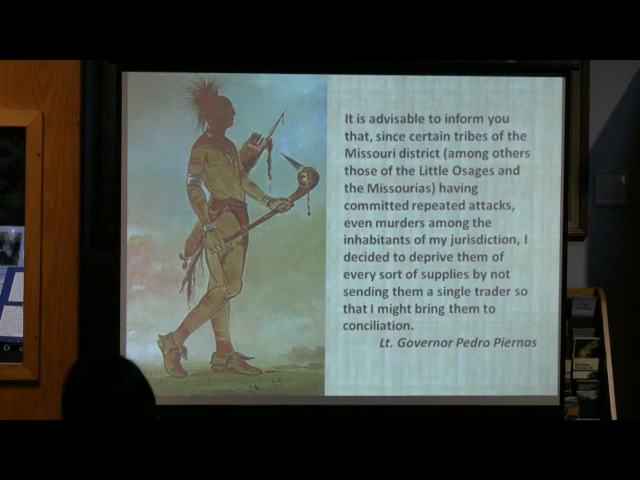 It is advisable to inform you
that, since certain tribes of the
Missouri district (among others
those of the Little Osages and
the Missourias) having
committed repeated attacks,
even murders among the
inhabitants of my jurisdiction, I
decided to deprive them of
every sort of supplies by not
sending them a single trader so
that I might bring them to
conciliation.
Lt. Governor Pedro Piernas